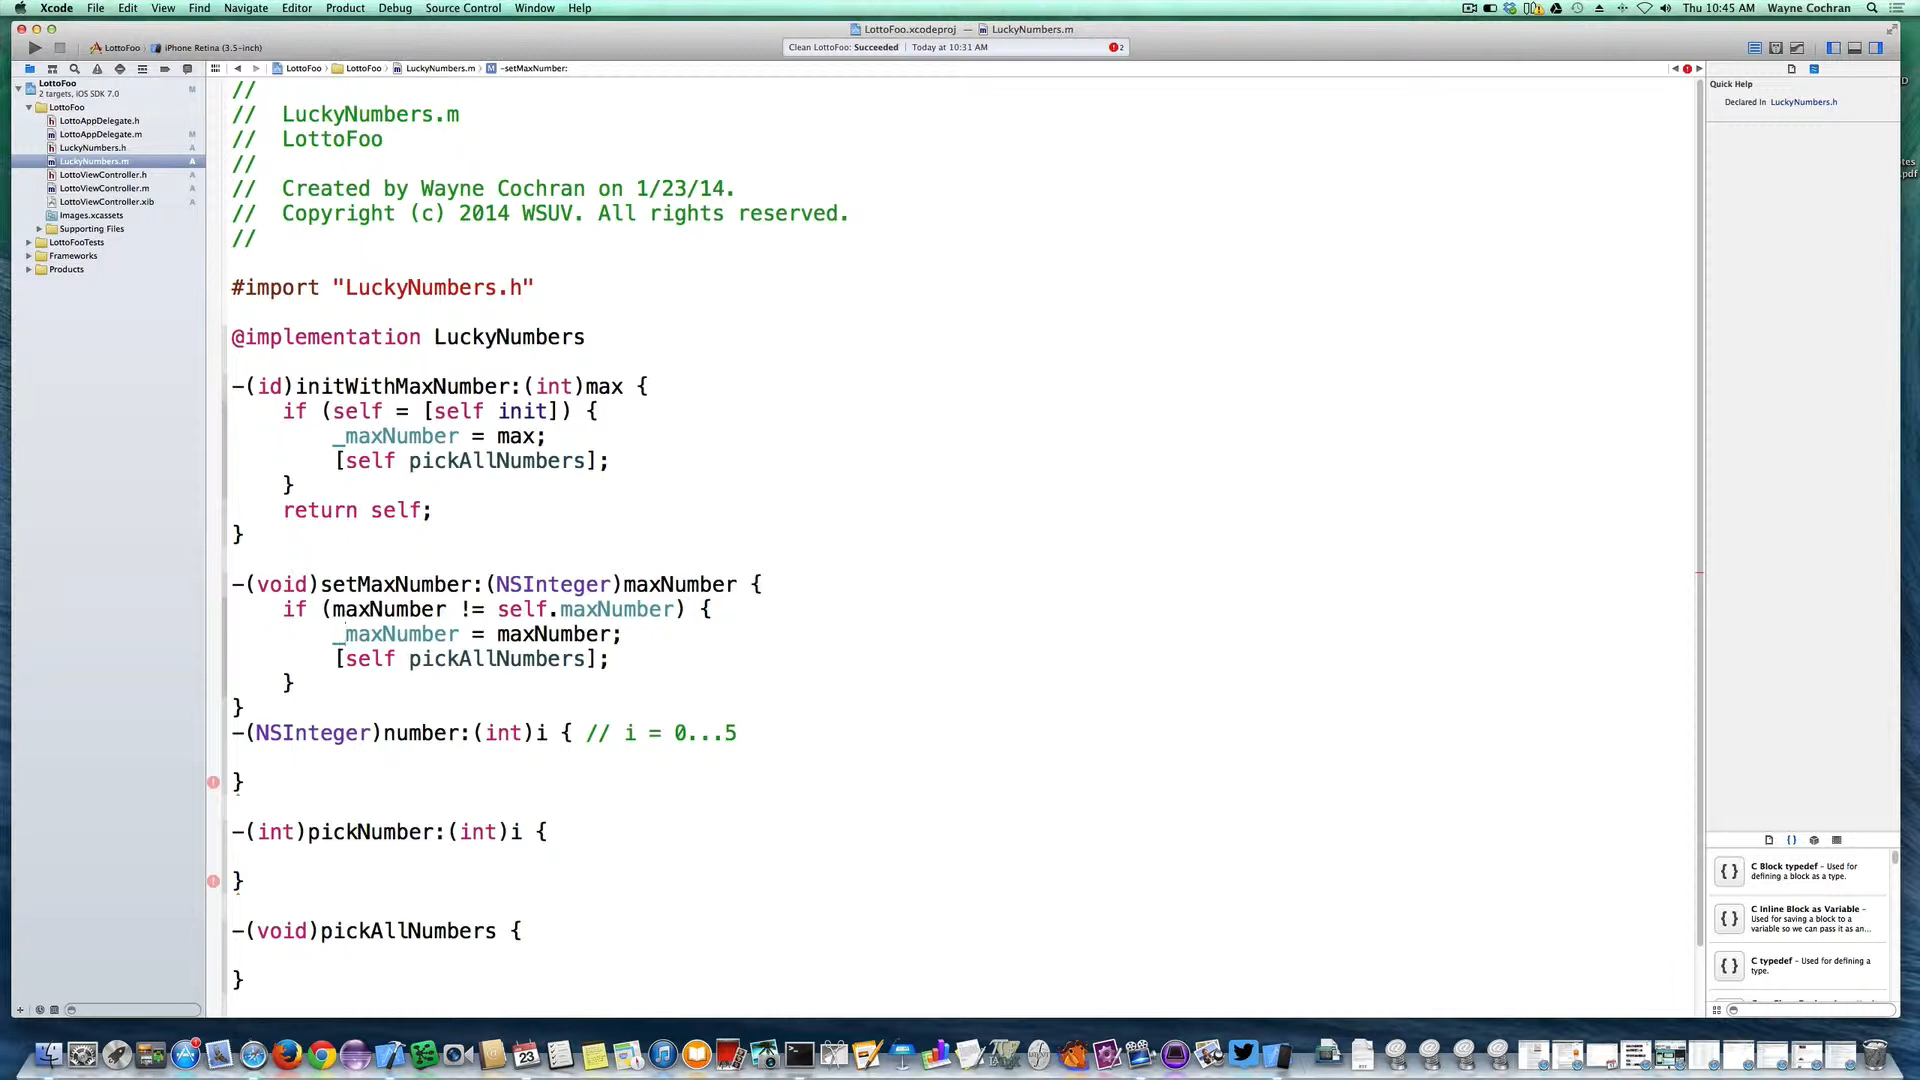 Xcode File Edit View Find Navigate Editor Product Debug Source Control Window Help Thu 10:45 AM Wayne Cochran
LottoFoo.xcodeproj — LuckyNumbers.m
LottoFoo › iPhone Retina (3.5-inch)
Clean LottoFoo: Succeeded | Today at 10:31 AM 2
LottoFoo › LottoFoo › LuckyNumbers.m › M -setMaxNumber:
LottoFoo
2 targets, iOS SDK 7.0 M
LottoFoo
h LottoAppDelegate.h
m LottoAppDelegate.m M
h LuckyNumbers.h A
m LuckyNumbers.m A
h LottoViewController.h A
m LottoViewController.m A
LottoViewController.xib A
Images.xcassets
Supporting Files
LottoFooTests
Frameworks
Products
//
// LuckyNumbers.m
// LottoFoo
//
// Created by Wayne Cochran on 1/23/14.
// Copyright (c) 2014 WSUV. All rights reserved.
//
#import "LuckyNumbers.h"
@implementation LuckyNumbers
-(id)initWithMaxNumber:(int)max {
if (self = [self init]) {
_maxNumber = max;
[self pickAllNumbers];
}
return self;
}
-(void)setMaxNumber:(NSInteger)maxNumber {
if (maxNumber != self.maxNumber) {
_maxNumber = maxNumber;
[self pickAllNumbers];
}
}
-(NSInteger)number:(int)i { // i = 0...5
}
-(int)pickNumber:(int)i {
}
-(void)pickAllNumbers {
}
Quick Help
Declared In LuckyNumbers.h
{ } C Block typedef – Used for
defining a block as a type.
{ } C Inline Block as Variable –
Used for saving a block to a
variable so we can pass it as an...
{ } C typedef – Used for defining a
type.
23